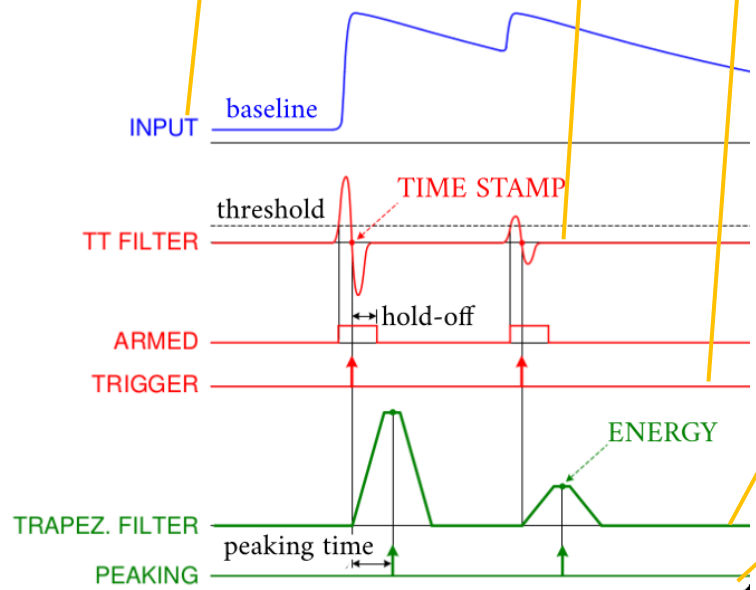 baseline
INPUT
TIME STAMP
threshold
TT FILTER
hold-off
ARMED
TRIGGER
ENERGY
TRAPEZ. FILTER
peaking time
PEAKING